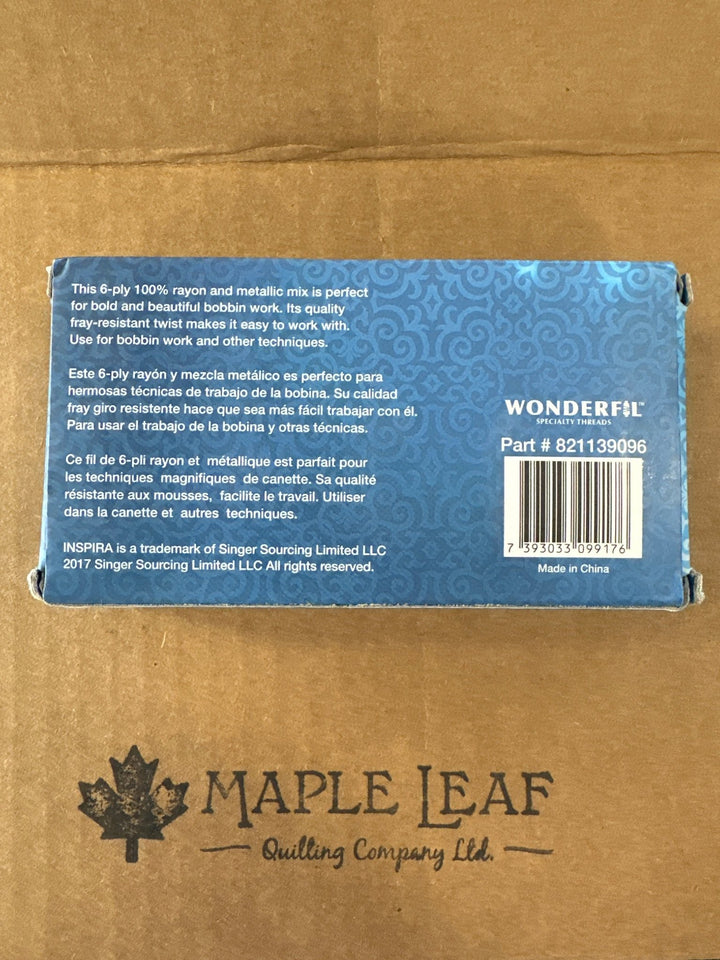 This 6-ply 100% rayon and metallic mix is perfect
for bold and beautiful bobbin work. Its quality
fray-resistant twist makes it easy to work with.
Use for bobbin work and other techniques.
Este 6-ply rayón y mezcla metálico es perfecto para
hermosas técnicas de trabajo de la bobina. Su calidad
fray giro resistente hace que sea más fácil trabajar con él.
Para usar el trabajo de la bobina y otras técnicas.
Ce fil de 6-pli rayon et métallique est parfait pour
les techniques magnifiques de canette. Sa qualité
résistante aux mousses, facilite le travail. Utiliser
dans la canette et autres techniques.
INSPIRA is a trademark of Singer Sourcing Limited LLC
2017 Singer Sourcing Limited LLC All rights reserved.
WONDERFIL™
SPECIALTY THREADS
Part # 821139096
7 393033 099176
Made in China
MAPLE LEAF
Quilting Company Ltd.